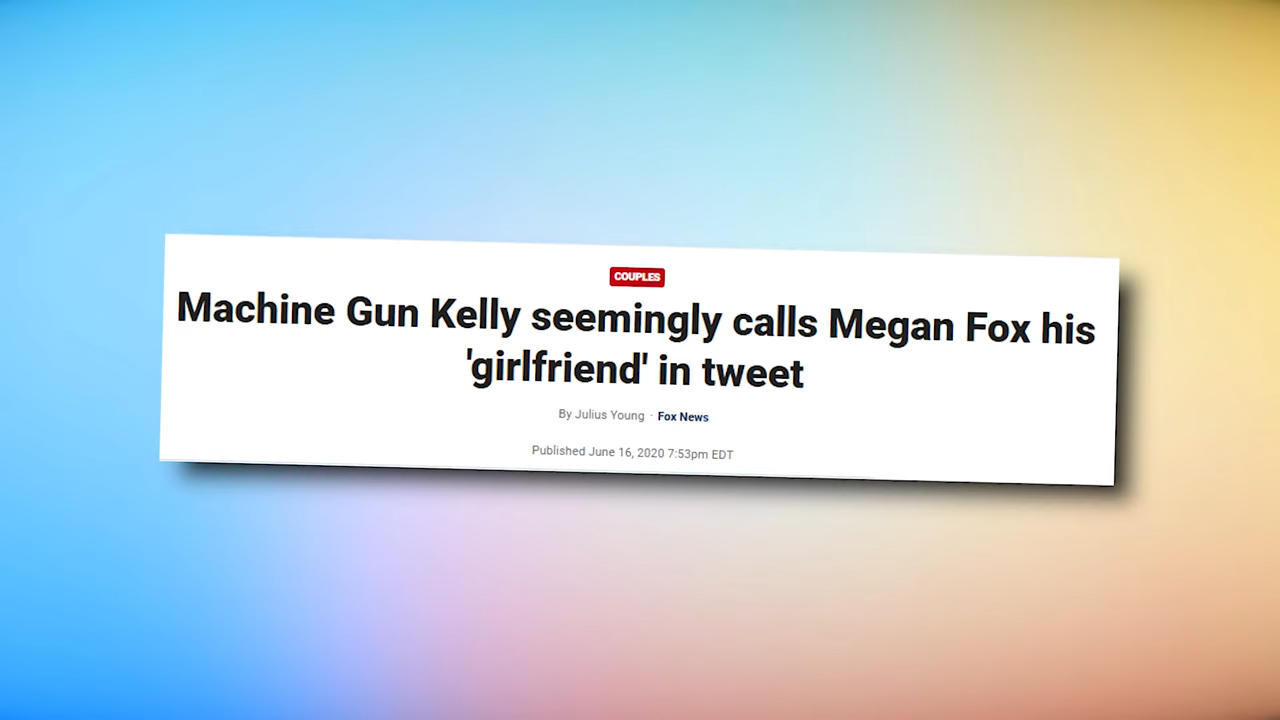 COUPLES
Machine Gun Kelly seemingly calls Megan Fox his
'girlfriend' in tweet
By Julius Young · Fox News
Published June 16, 2020 7:53pm EDT